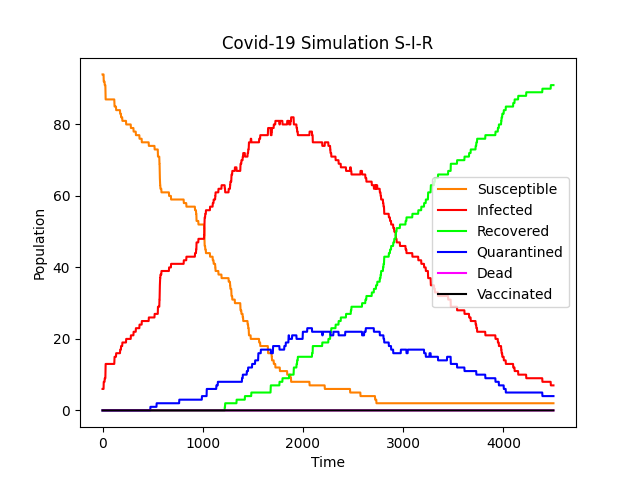 Covid-19 Simulation S-I-R
80
60
40
20
0
Population
Susceptible
Infected
Recovered
Quarantined
Dead
Vaccinated
0 1000 2000 3000 4000
Time